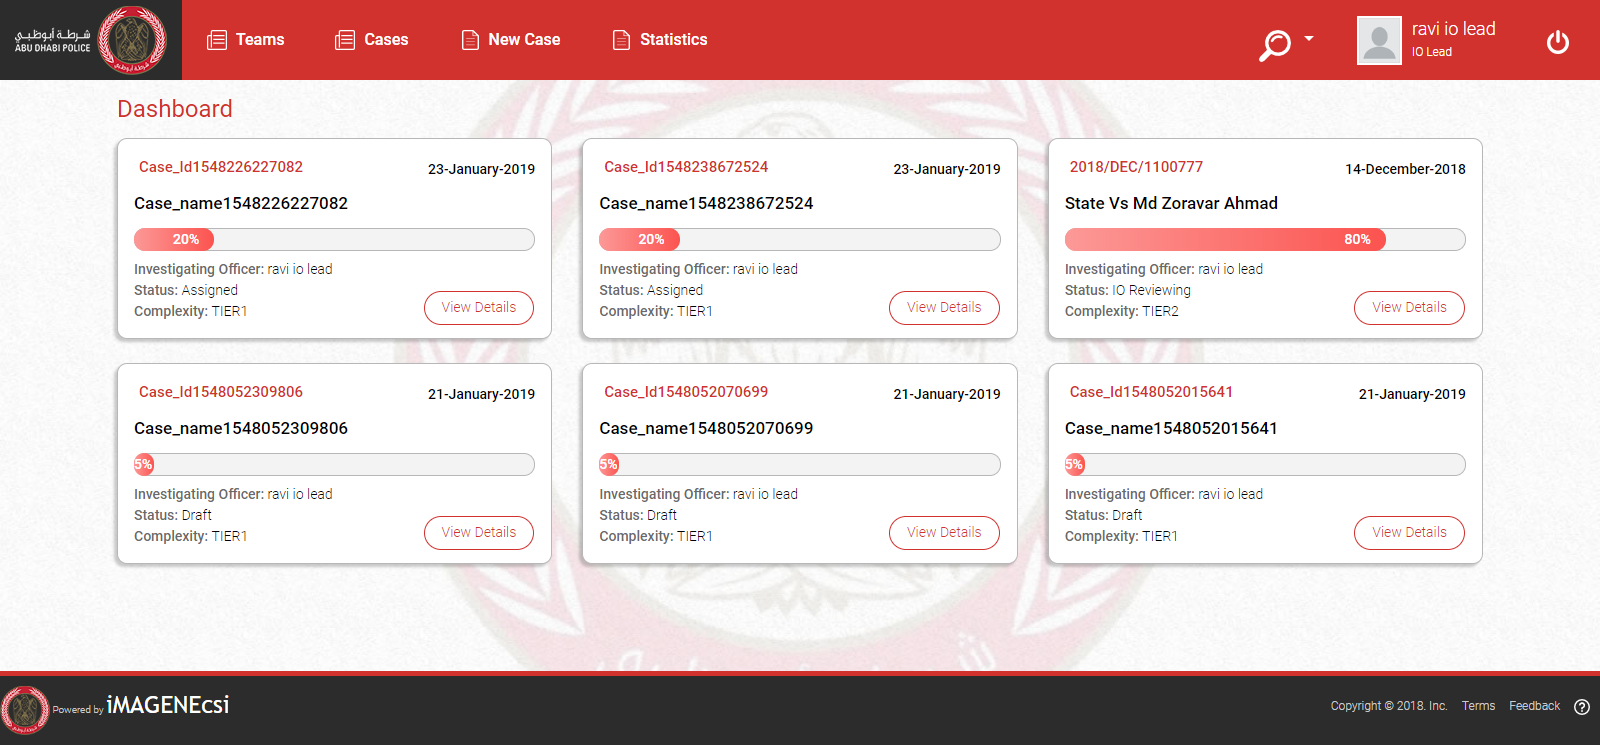 شرطة أبوظبي
ABU DHABI POLICE
Teams
Cases
New Case
Statistics
ravi io lead
IO Lead
Dashboard
Case_Id1548226227082
23-January-2019
Case_name1548226227082
20%
Investigating Officer: ravi io lead
Status: Assigned
Complexity: TIER1
View Details
Case_Id1548238672524
23-January-2019
Case_name1548238672524
20%
Investigating Officer: ravi io lead
Status: Assigned
Complexity: TIER1
View Details
2018/DEC/1100777
14-December-2018
State Vs Md Zoravar Ahmad
80%
Investigating Officer: ravi io lead
Status: IO Reviewing
Complexity: TIER2
View Details
Case_Id1548052309806
21-January-2019
Case_name1548052309806
5%
Investigating Officer: ravi io lead
Status: Draft
Complexity: TIER1
View Details
Case_Id1548052070699
21-January-2019
Case_name1548052070699
5%
Investigating Officer: ravi io lead
Status: Draft
Complexity: TIER1
View Details
Case_Id1548052015641
21-January-2019
Case_name1548052015641
5%
Investigating Officer: ravi io lead
Status: Draft
Complexity: TIER1
View Details
Powered by iMAGENEcsi
Copyright © 2018. Inc.
Terms
Feedback